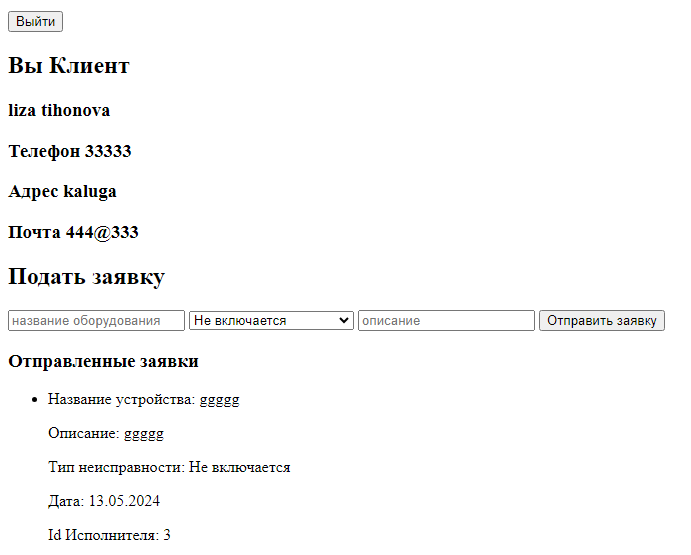 Выйти
Вы Клиент
liza tihonova
Телефон 33333
Адрес kaluga
Почта 444@333
Подать заявку
название оборудования Не включается описание Отправить заявку
Отправленные заявки
Название устройства: ggggg
Описание: ggggg
Тип неисправности: Не включается
Дата: 13.05.2024
Id Исполнителя: 3